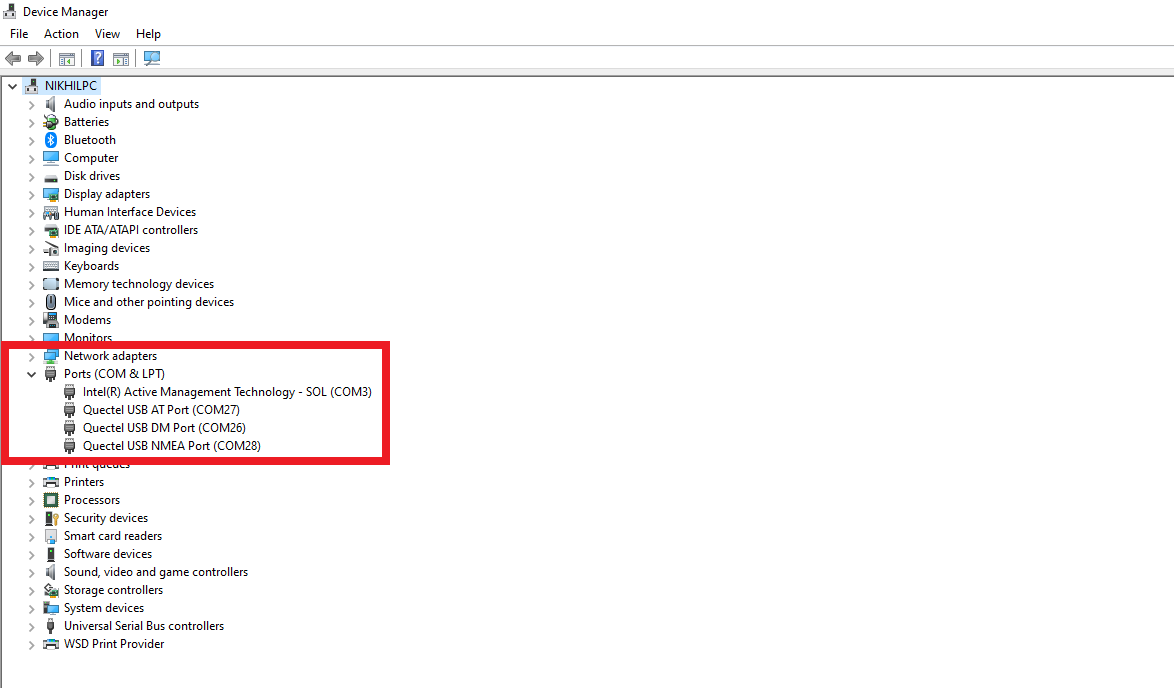 Device Manager
File Action View Help
NIKHILPC
Audio inputs and outputs
Batteries
Bluetooth
Computer
Disk drives
Display adapters
Human Interface Devices
IDE ATA/ATAPI controllers
Imaging devices
Keyboards
Memory technology devices
Mice and other pointing devices
Modems
Monitors
Network adapters
Ports (COM & LPT)
Intel(R) Active Management Technology - SOL (COM3)
Quectel USB AT Port (COM27)
Quectel USB DM Port (COM26)
Quectel USB NMEA Port (COM28)
Print queues
Printers
Processors
Security devices
Smart card readers
Software devices
Sound, video and game controllers
Storage controllers
System devices
Universal Serial Bus controllers
WSD Print Provider